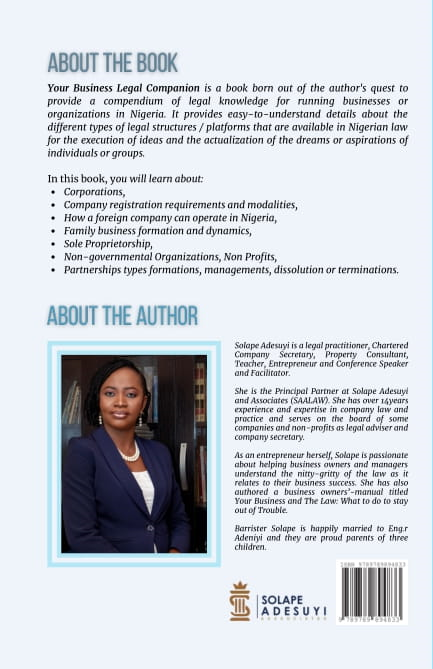 ABOUT THE BOOK
Your Business Legal Companion is a book born out of the author's quest to
provide a compendium of legal knowledge for running businesses or
organizations in Nigeria. It provides easy-to-understand details about the
different types of legal structures / platforms that are available in Nigerian law
for the execution of ideas and the actualization of the dreams or aspirations of
individuals or groups.
In this book, you will learn about:
• Corporations,
• Company registration requirements and modalities,
• How a foreign company can operate in Nigeria,
• Family business formation and dynamics,
• Sole Proprietorship,
• Non-governmental Organizations, Non Profits,
• Partnerships types formations, managements, dissolution or terminations.
ABOUT THE AUTHOR
Solape Adesuyi is a legal practitioner, Chartered
Company Secretary, Property Consultant,
Teacher, Entrepreneur and Conference Speaker
and Facilitator.
She is the Principal Partner at Solape Adesuyi
and Associates (SAALAW). She has over 14years
experience and expertise in company law and
practice and serves on the board of some
companies and non-profits as legal adviser and
company secretary.
As an entrepreneur herself, Solape is passionate
about helping business owners and managers
understand the nitty-gritty of the law as it
relates to their business success. She has also
authored a business owners'-manual titled
Your Business and The Law: What to do to stay
out of Trouble.
Barrister Solape is happily married to Eng.r
Adeniyi and they are proud parents of three
children.
SOLAPE
ADESUYI
& ASSOCIATES
ISBN 9789789894833
9 789789 894833